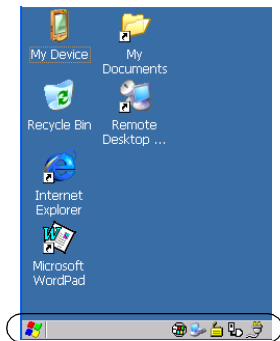 My Device
My
Documents
Recycle Bin
Remote
Desktop ...
Internet
Explorer
Microsoft
WordPad